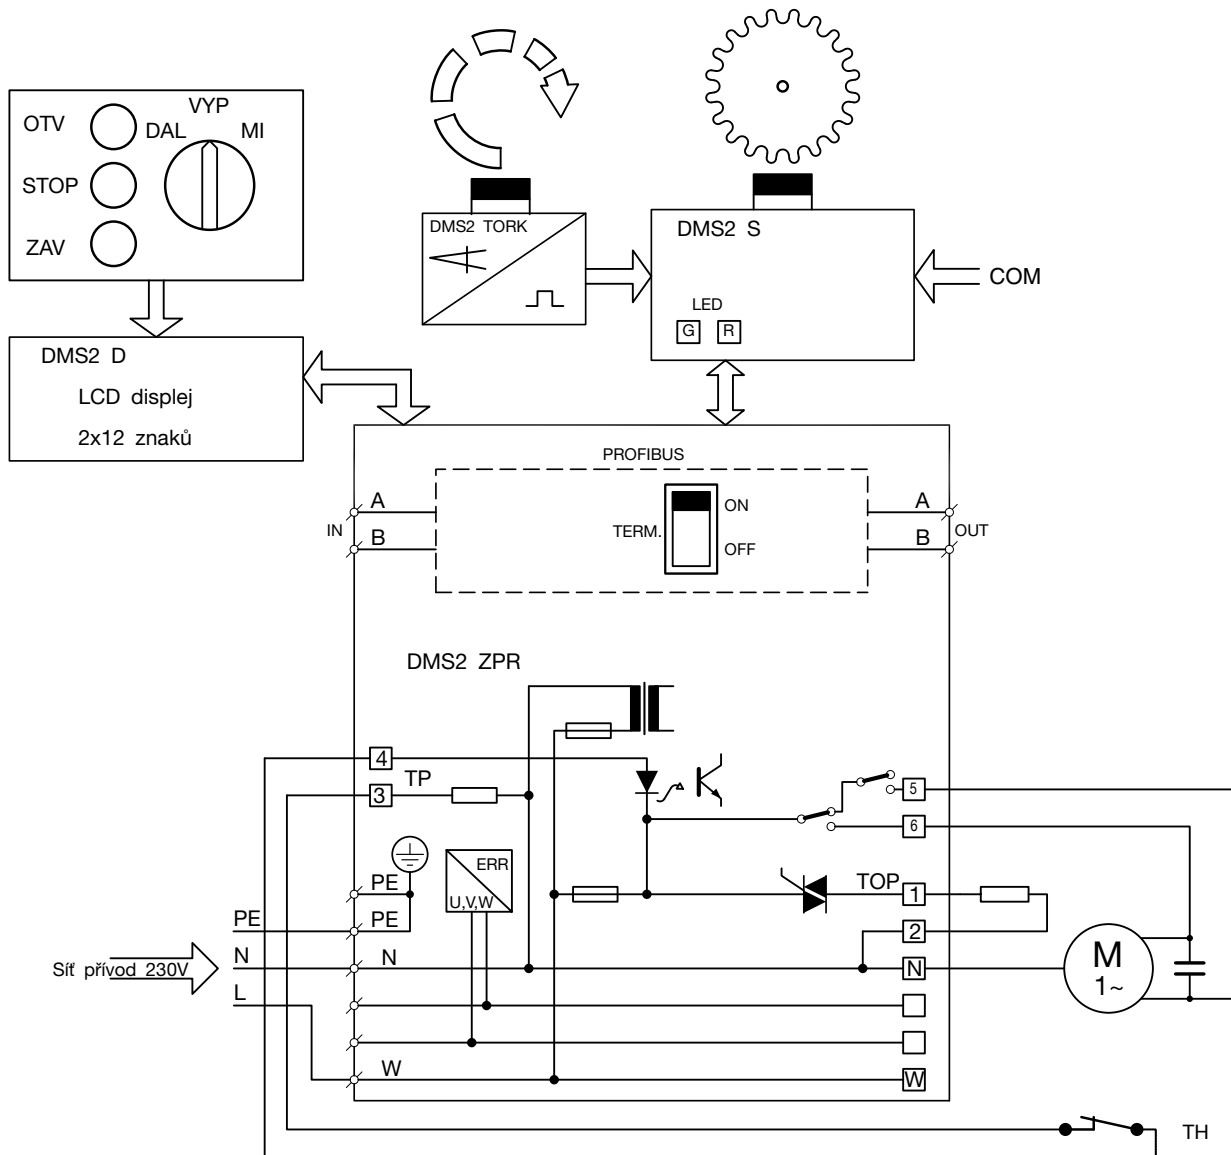 VYP
OTV
DAL
MI
STOP
ZAV
DMS2 TORK
DMS2 S
COM
LED
G
R
DMS2 D
LCD displej
2x12 znaků
PROFIBUS
A
A
IN
OUT
B
B
TERM.
ON
OFF
DMS2 ZPR
4
TP
3
5
6
ERR
U,V,W
PE
PE
PE
TOP
1
2
Síť přívod 230V
N
N
N
M
1~
L
W
W
TH